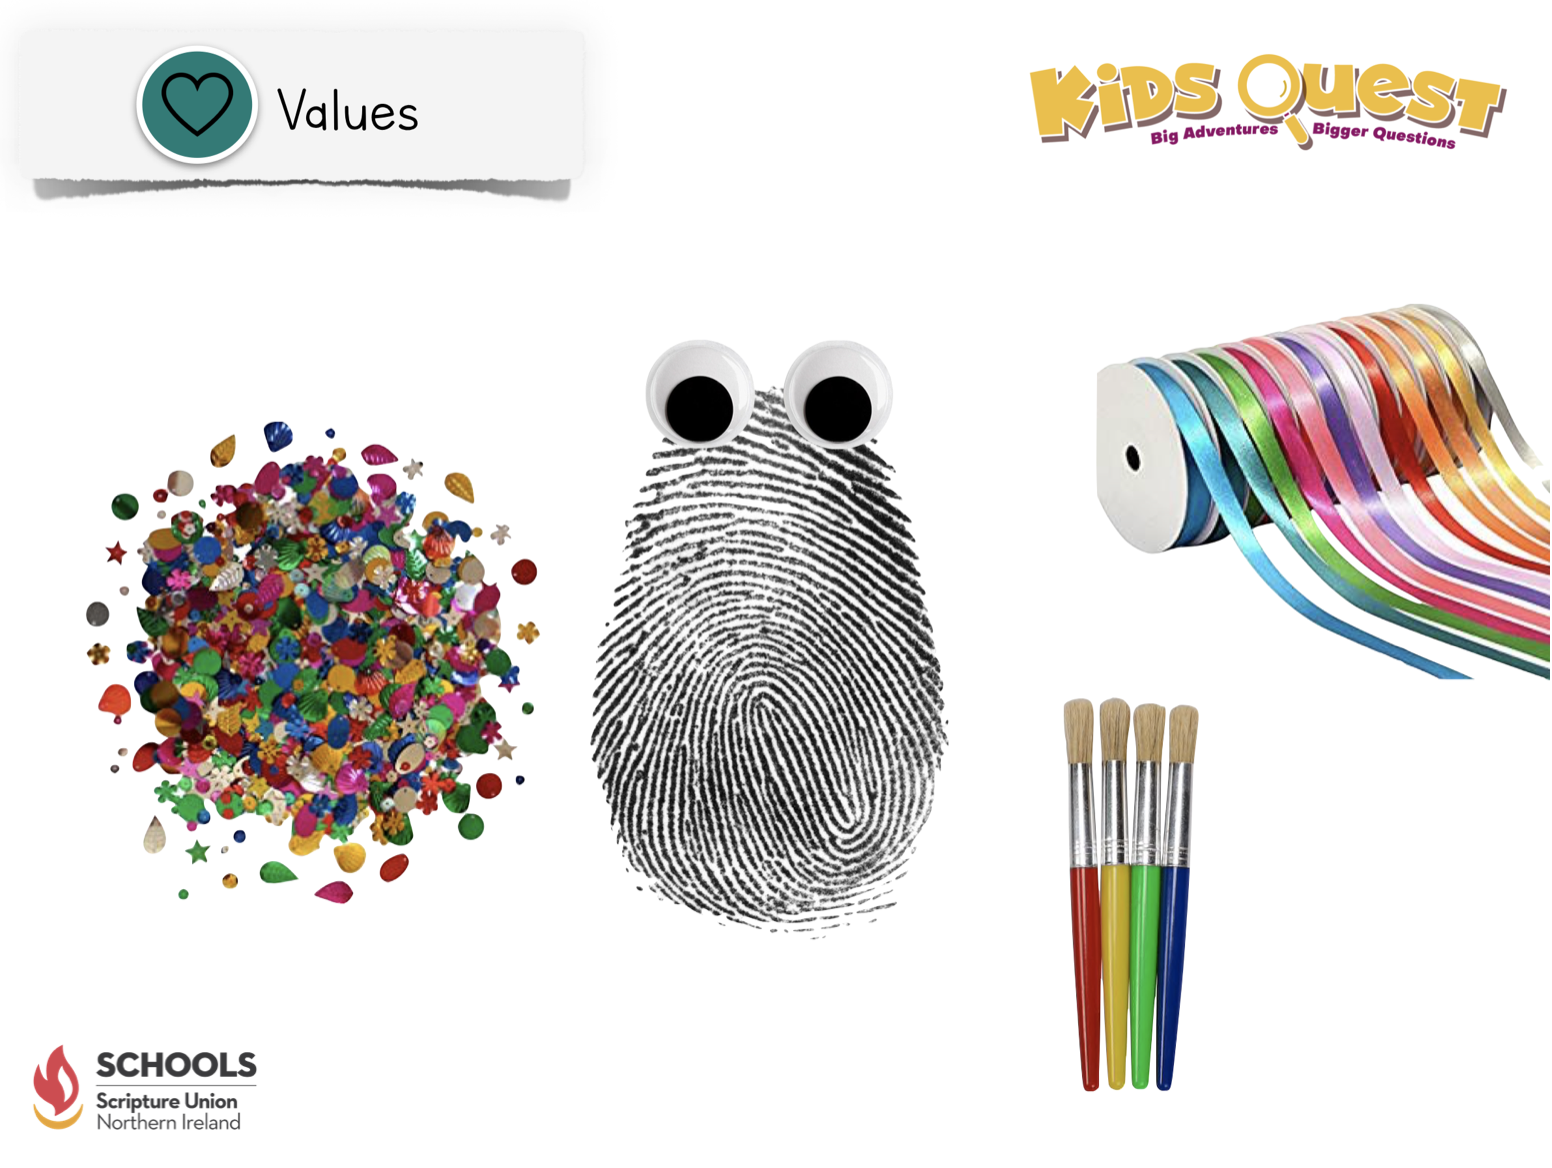 Values
KiDS QUEST
Big Adventures Bigger Questions
SCHOOLS
Scripture Union
Northern Ireland